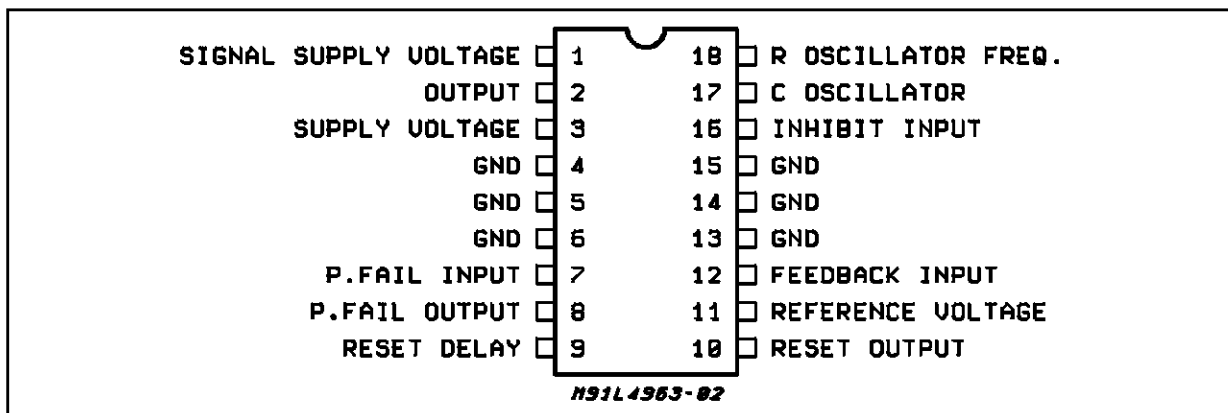 SIGNAL SUPPLY VOLTAGE 1 18 R OSCILLATOR FREQ.
OUTPUT 2 17 C OSCILLATOR
SUPPLY VOLTAGE 3 16 INHIBIT INPUT
GND 4 15 GND
GND 5 14 GND
GND 6 13 GND
P.FAIL INPUT 7 12 FEEDBACK INPUT
P.FAIL OUTPUT 8 11 REFERENCE VOLTAGE
RESET DELAY 9 10 RESET OUTPUT
M91L4963-02